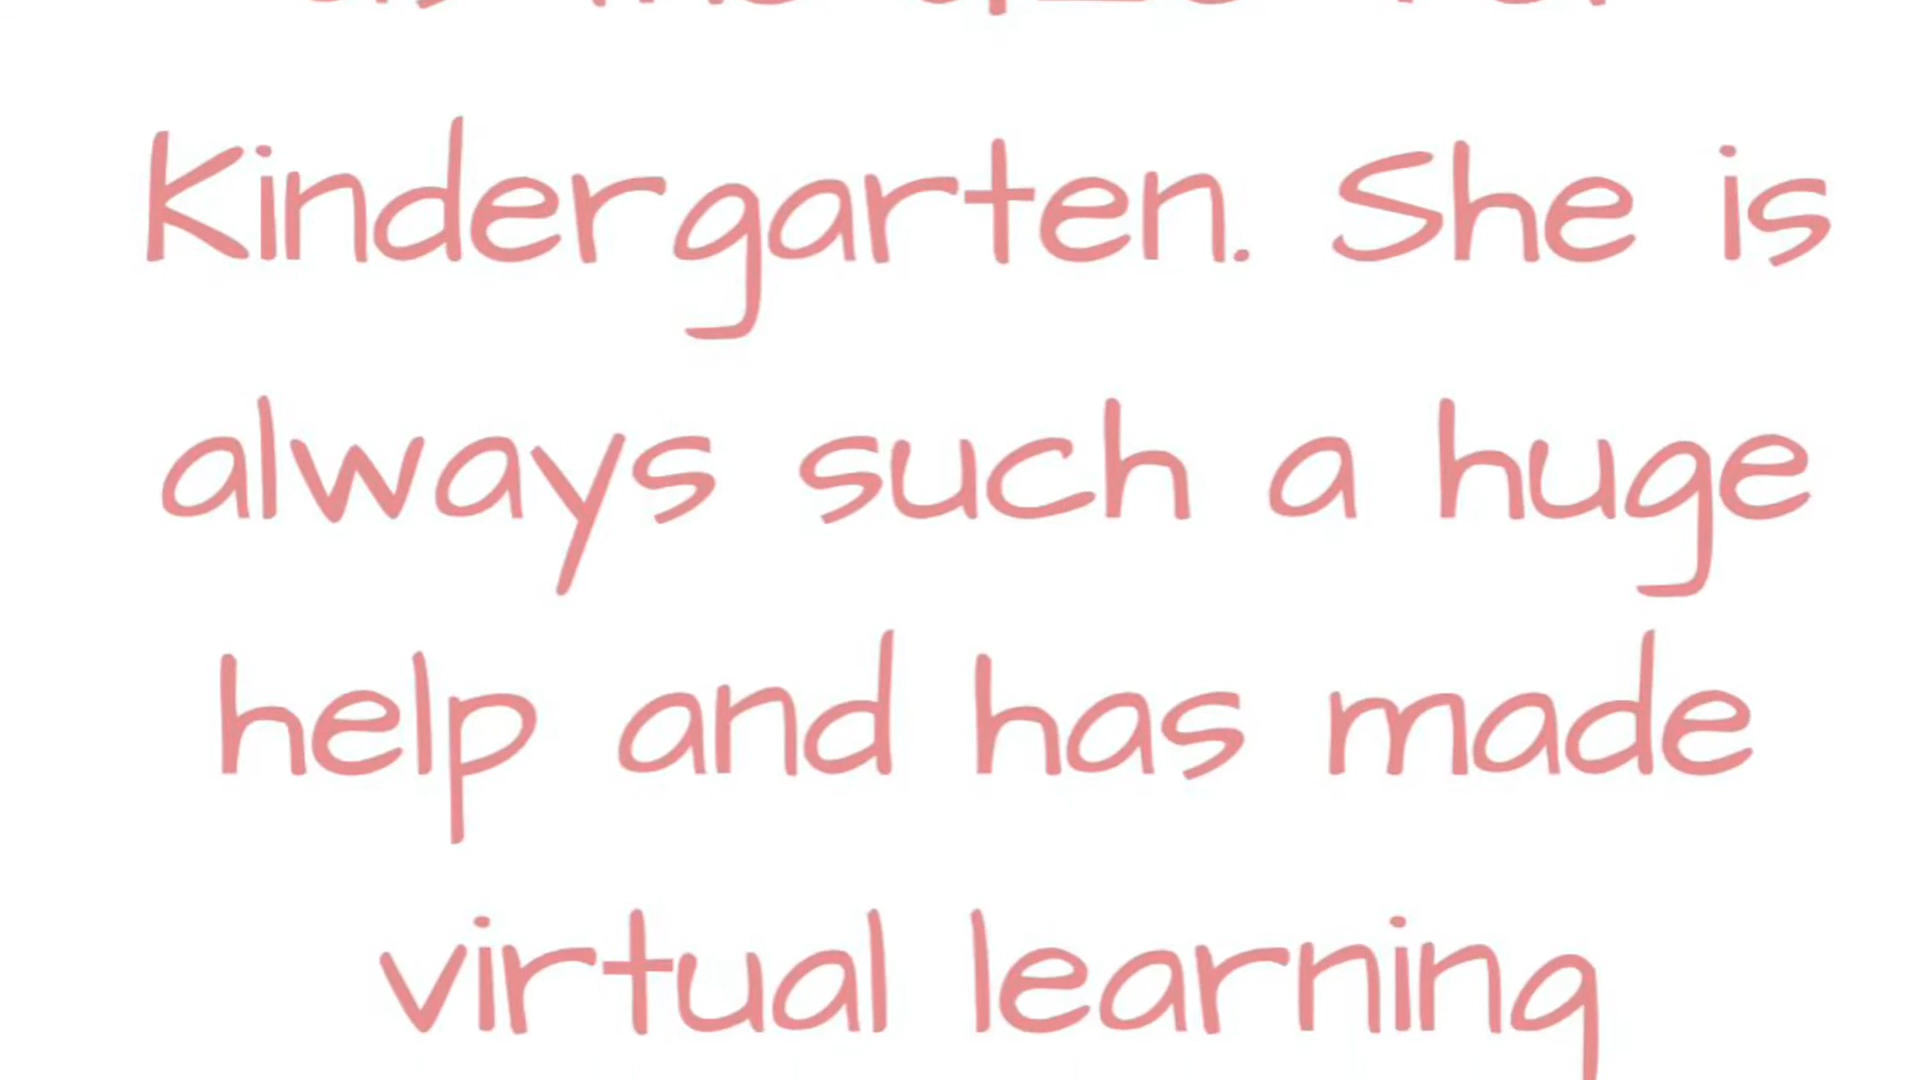 Kindergarten. She is
always such a huge
help and has made
virtual learning